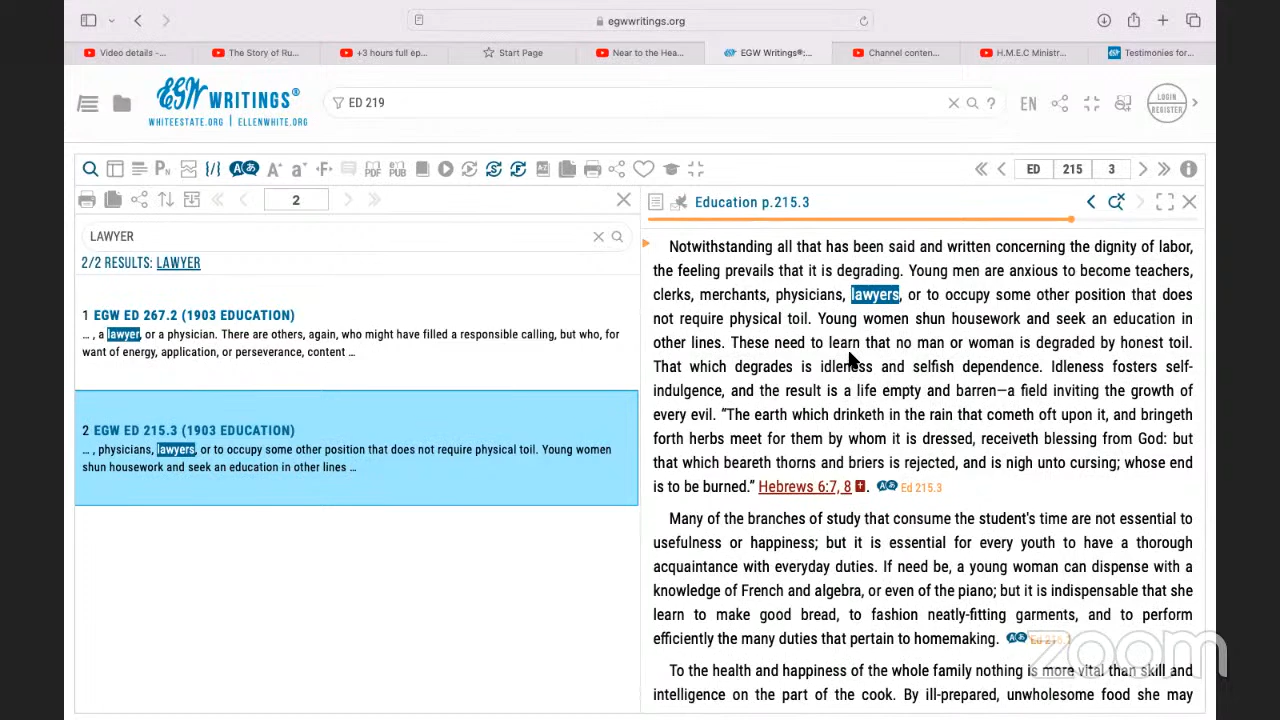 egwwritings.org
Video details -...
The Story of Ru...
+3 hours full ep...
Start Page
Near to the Hea...
EGW Writings®:...
Channel conten...
H.M.E.C Ministr...
Testimonies for...
EGW WRITINGS®
WHITEESTATE.ORG | ELLENWHITE.ORG
ED 219
EN
LOGIN
REGISTER
ED 215 3
2
Education p.215.3
LAWYER
2/2 RESULTS: LAWYER
1 EGW ED 267.2 (1903 EDUCATION)
... , a lawyer, or a physician. There are others, again, who might have filled a responsible calling, but who, for
want of energy, application, or perseverance, content ...
2 EGW ED 215.3 (1903 EDUCATION)
... , physicians, lawyers, or to occupy some other position that does not require physical toil. Young women
shun housework and seek an education in other lines ...
Notwithstanding all that has been said and written concerning the dignity of labor,
the feeling prevails that it is degrading. Young men are anxious to become teachers,
clerks, merchants, physicians, lawyers, or to occupy some other position that does
not require physical toil. Young women shun housework and seek an education in
other lines. These need to learn that no man or woman is degraded by honest toil.
That which degrades is idleness and selfish dependence. Idleness fosters self-
indulgence, and the result is a life empty and barren—a field inviting the growth of
every evil. “The earth which drinketh in the rain that cometh oft upon it, and bringeth
forth herbs meet for them by whom it is dressed, receiveth blessing from God: but
that which beareth thorns and briers is rejected, and is nigh unto cursing; whose end
is to be burned.” Hebrews 6:7, 8. Ed 215.3
Many of the branches of study that consume the student's time are not essential to
usefulness or happiness; but it is essential for every youth to have a thorough
acquaintance with everyday duties. If need be, a young woman can dispense with a
knowledge of French and algebra, or even of the piano; but it is indispensable that she
learn to make good bread, to fashion neatly-fitting garments, and to perform
efficiently the many duties that pertain to homemaking. Ed 216.1
To the health and happiness of the whole family nothing is more vital than skill and
intelligence on the part of the cook. By ill-prepared, unwholesome food she may
zoom